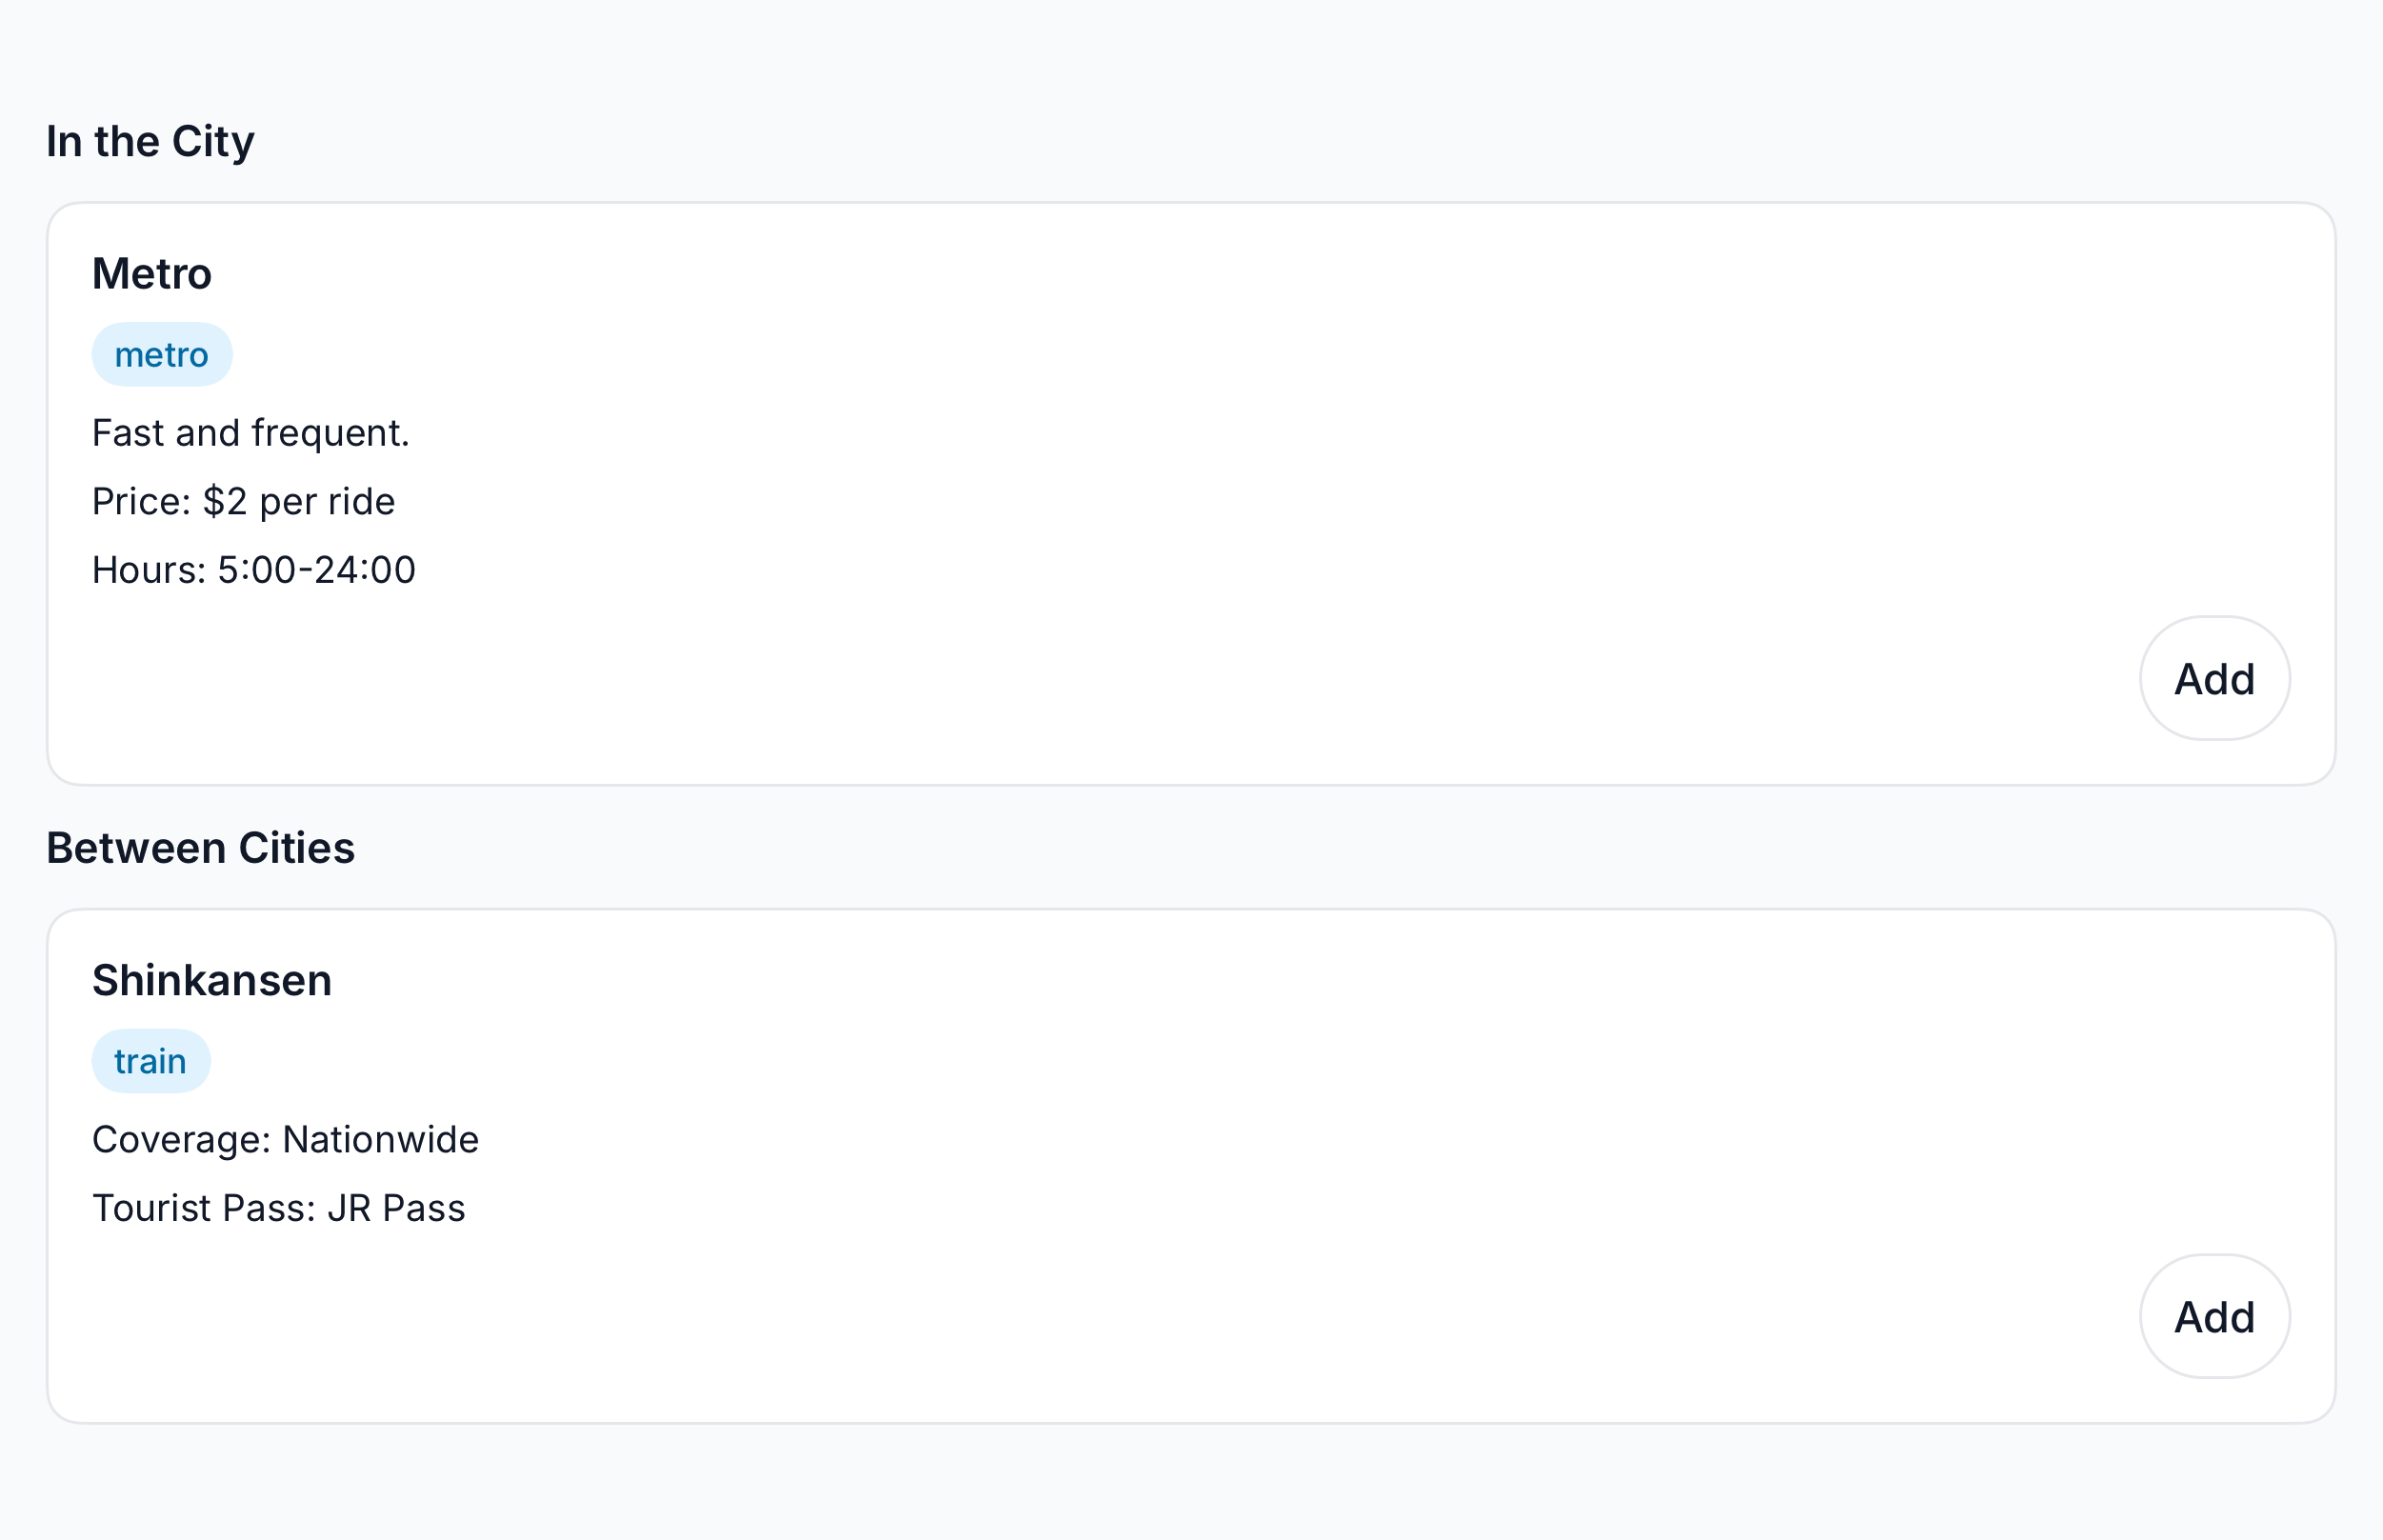 In the City
Metro
metro
Fast and frequent.
Price: $2 per ride
Hours: 5:00-24:00
Add
Between Cities
Shinkansen
train
Coverage: Nationwide
Tourist Pass: JR Pass
Add